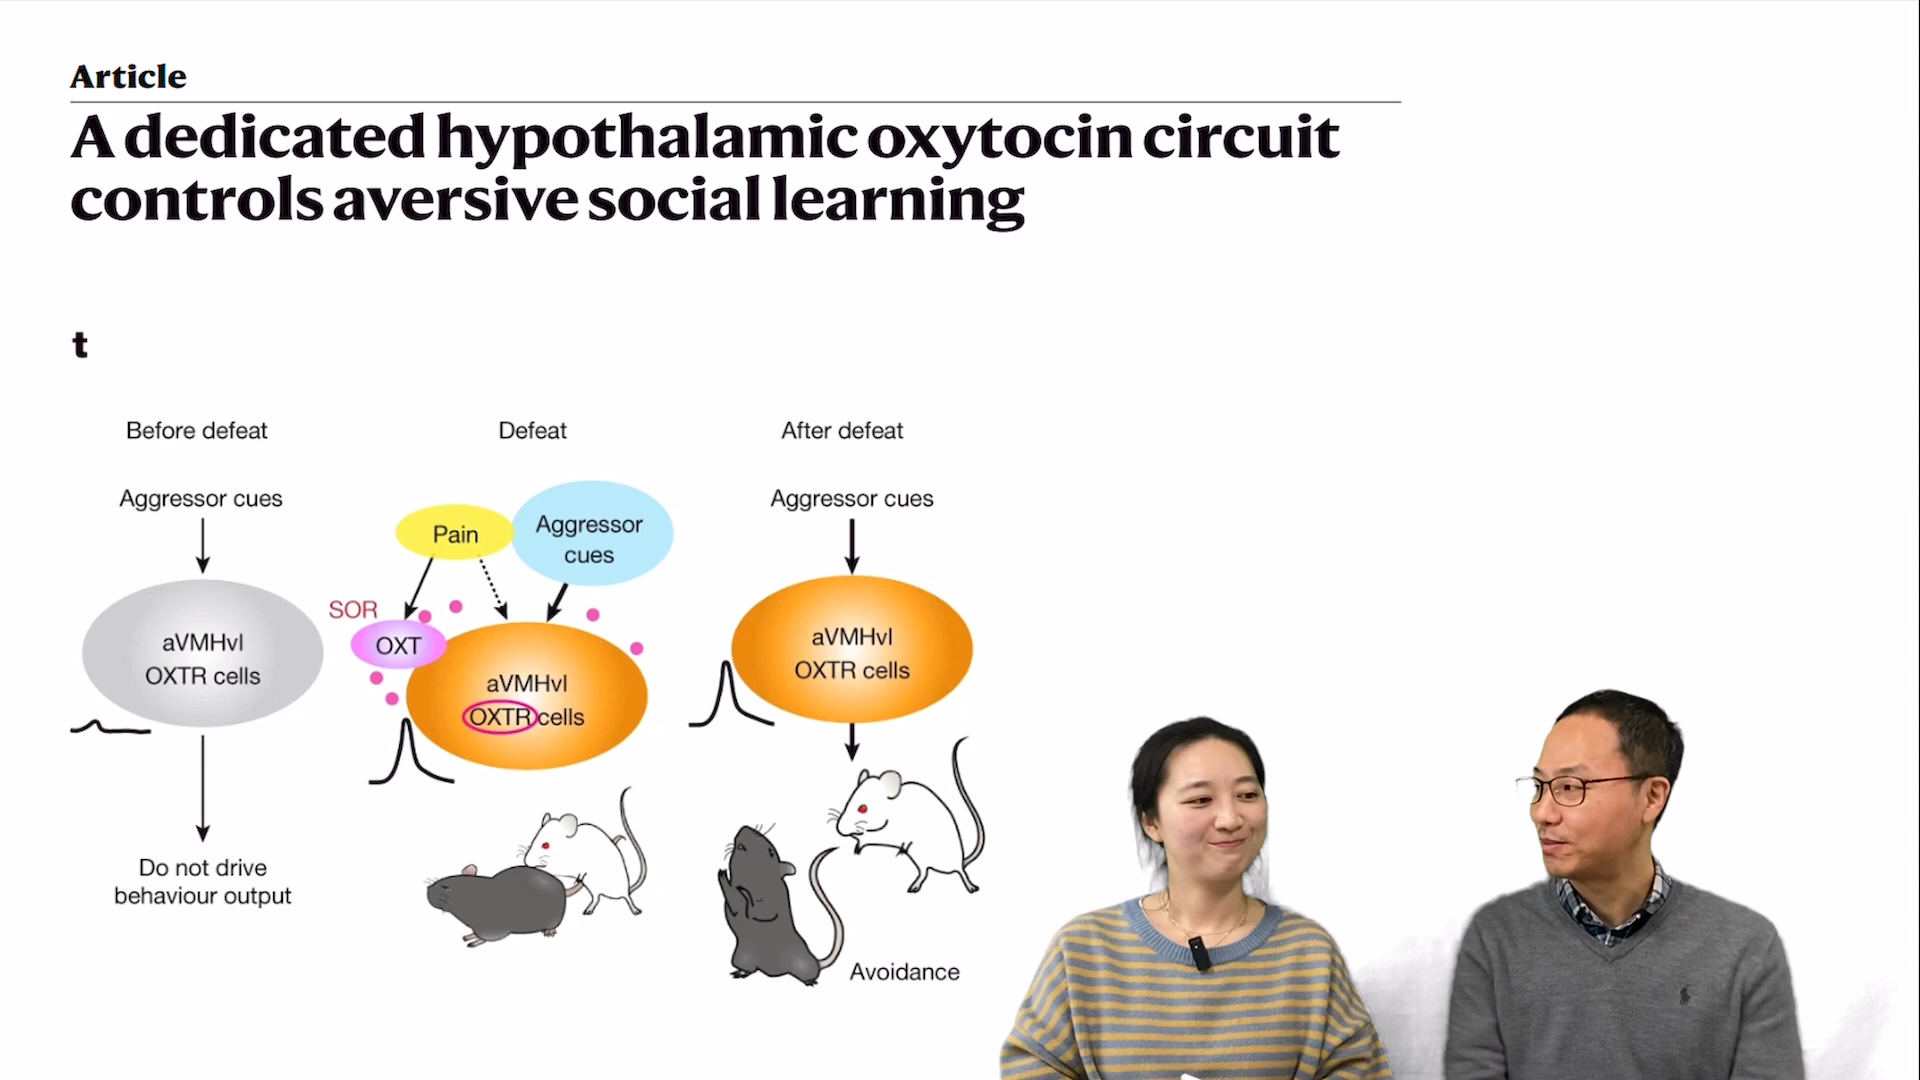 Article
A dedicated hypothalamic oxytocin circuit
controls aversive social learning
t
Before defeat
Aggressor cues
aVMHvl
OXTR cells
Do not drive
behaviour output
Defeat
Pain
Aggressor
cues
SOR
OXT
aVMHvl
OXTR cells
After defeat
Aggressor cues
aVMHvl
OXTR cells
Avoidance